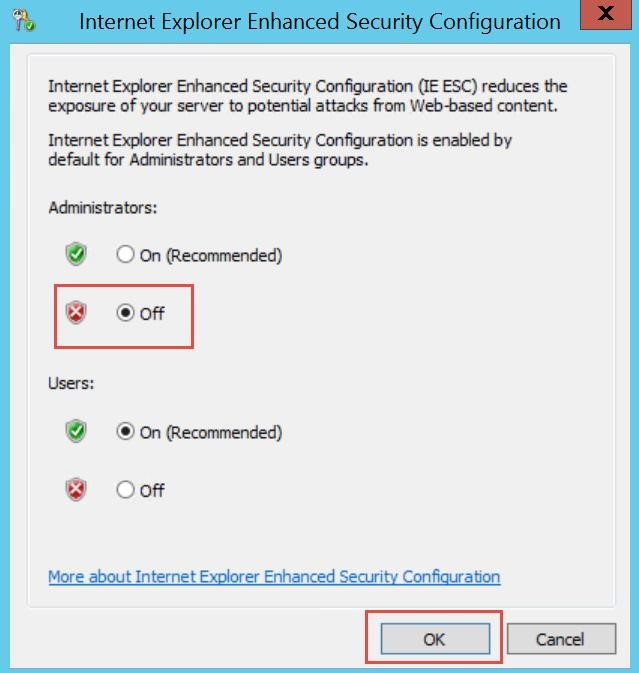 Internet Explorer Enhanced Security Configuration
X
Internet Explorer Enhanced Security Configuration (IE ESC) reduces the
exposure of your server to potential attacks from Web-based content.
Internet Explorer Enhanced Security Configuration is enabled by
default for Administrators and Users groups.
Administrators:
On (Recommended)
Off
Users:
On (Recommended)
Off
More about Internet Explorer Enhanced Security Configuration
OK
Cancel